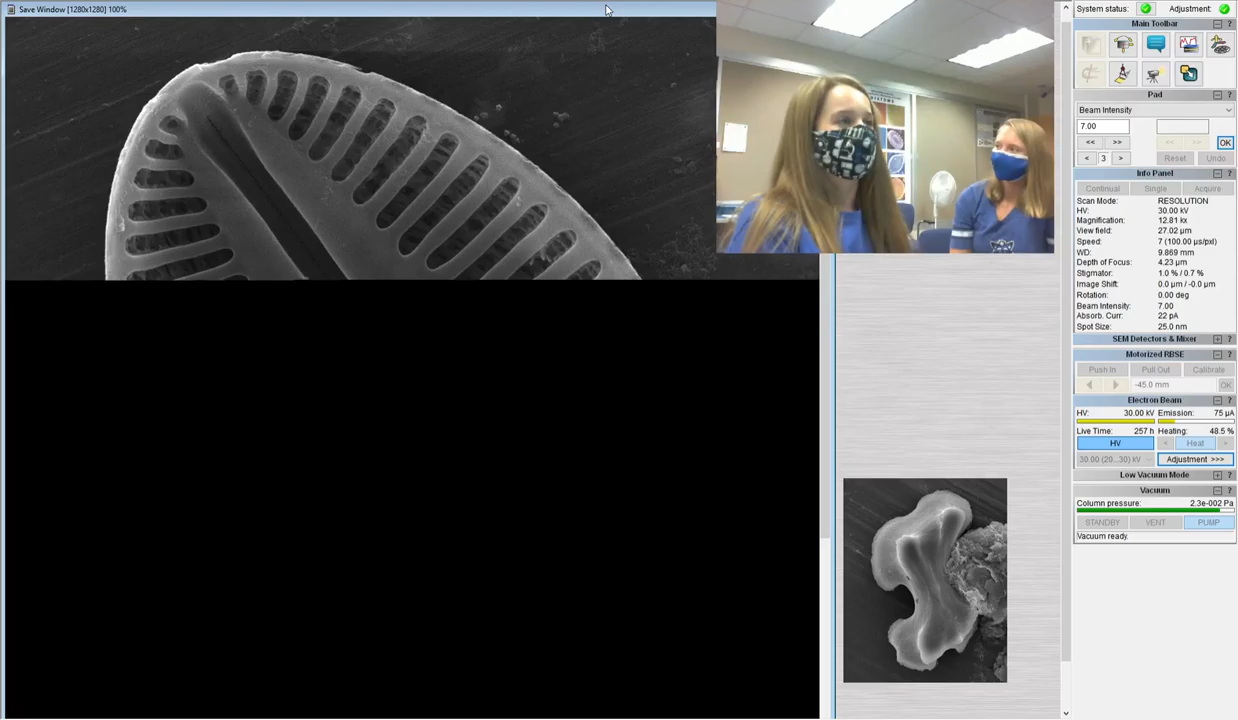 Save Window [1280x1280] 100%
System status: Adjustment:
Main Toolbar
Pad
Beam Intensity
7.00
<< >>
OK
< 3 >
Reset Undo
Info Panel
Continual Single Acquire
Scan Mode: RESOLUTION
HV: 30.00 kV
Magnification: 12.81 kx
View field: 27.02 µm
Speed: 7 (100.00 µs/pxl)
WD: 9.869 mm
Depth of Focus: 4.23 µm
Stigmator: 1.0 % / 0.7 %
Image Shift: 0.0 µm / -0.0 µm
Rotation: 0.00 deg
Beam Intensity: 7.00
Absorb. Curr: 22 pA
Spot Size: 25.0 nm
SEM Detectors & Mixer
Motorized RBSE
Push In Pull Out Calibrate
-45.0 mm OK
Electron Beam
HV: 30.00 kV Emission: 75 µA
Live Time: 257 h Heating: 48.5 %
HV < Heat >
30.00 (20...30) kV Adjustment >>>
Low Vacuum Mode
Vacuum
Column pressure: 2.3e-002 Pa
STANDBY VENT PUMP
Vacuum ready.